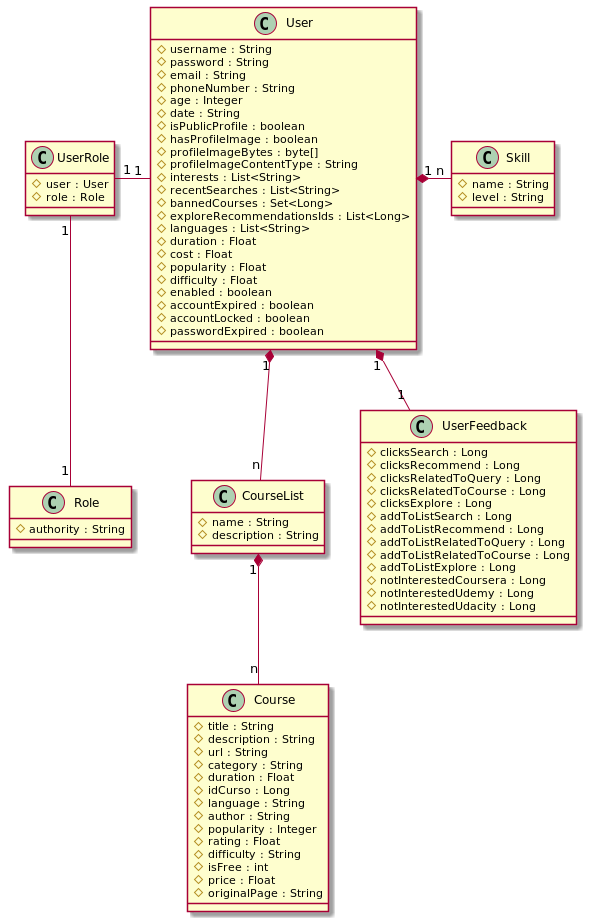 C User
username : String
password : String
email : String
phoneNumber : String
age : Integer
date : String
isPublicProfile : boolean
hasProfileImage : boolean
profileImageBytes : byte[]
profileImageContentType : String
interests : List<String>
recentSearches : List<String>
bannedCourses : Set<Long>
exploreRecommendationsIds : List<Long>
languages : List<String>
duration : Float
cost : Float
popularity : Float
difficulty : Float
enabled : boolean
accountExpired : boolean
accountLocked : boolean
passwordExpired : boolean
C UserRole
user : User
role : Role
1 1
1 n
C Skill
name : String
level : String
1
1
1
1
n
1
C Role
authority : String
C CourseList
name : String
description : String
1
n
C UserFeedback
clicksSearch : Long
clicksRecommend : Long
clicksRelatedToQuery : Long
clicksRelatedToCourse : Long
clicksExplore : Long
addToListSearch : Long
addToListRecommend : Long
addToListRelatedToQuery : Long
addToListRelatedToCourse : Long
addToListExplore : Long
notInterestedCoursera : Long
notInterestedUdemy : Long
notInterestedUdacity : Long
C Course
title : String
description : String
url : String
category : String
duration : Float
idCurso : Long
language : String
author : String
popularity : Integer
rating : Float
difficulty : String
isFree : int
price : Float
originalPage : String